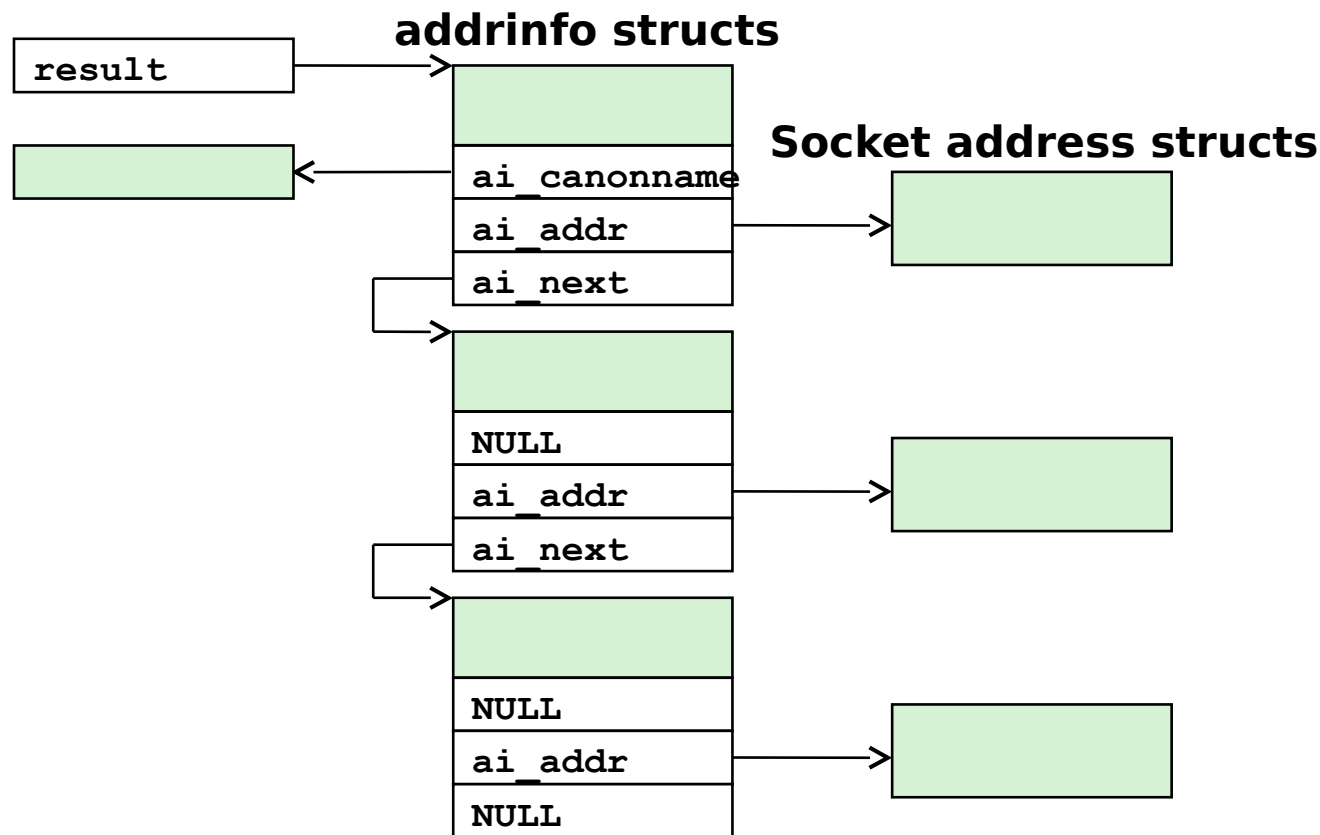 addrinfo structs
result
Socket address structs
ai_canonname
ai_addr
ai_next
NULL
ai_addr
ai_next
NULL
ai_addr
NULL